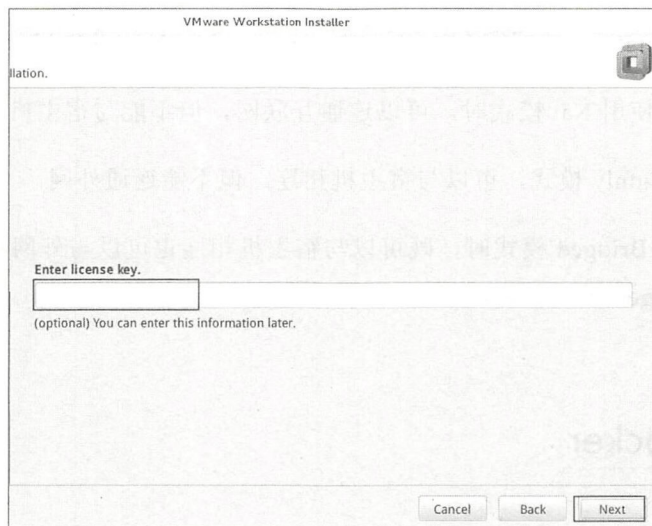 VMware Workstation Installer
llation.
Enter license key.
(optional) You can enter this information later.
Cancel
Back
Next